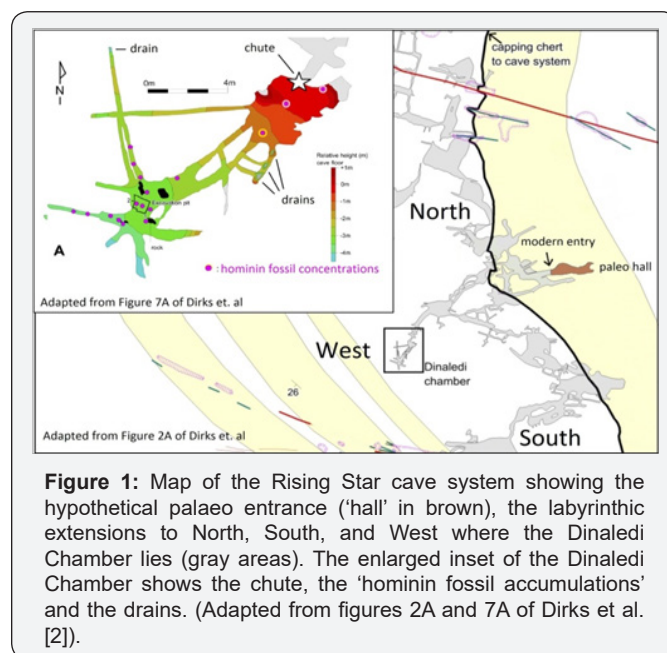 drain
chute
0m
4m
N
Relative height (m)
cave floor
+1m
0m
-1m
-2m
-3m
-4m
drains
2
Excavation pit
rock
A
hominin fossil concentrations
Adapted from Figure 7A of Dirks et. al
capping chert
to cave system
North
modern entry
paleo hall
West
Dinaledi
chamber
26
South
Adapted from Figure 2A of Dirks et. al
Figure 1: Map of the Rising Star cave system showing the
hypothetical palaeo entrance (‘hall’ in brown), the labyrinthic
extensions to North, South, and West where the Dinaledi
Chamber lies (gray areas). The enlarged inset of the Dinaledi
Chamber shows the chute, the ‘hominin fossil accumulations’
and the drains. (Adapted from figures 2A and 7A of Dirks et al.
[2]).